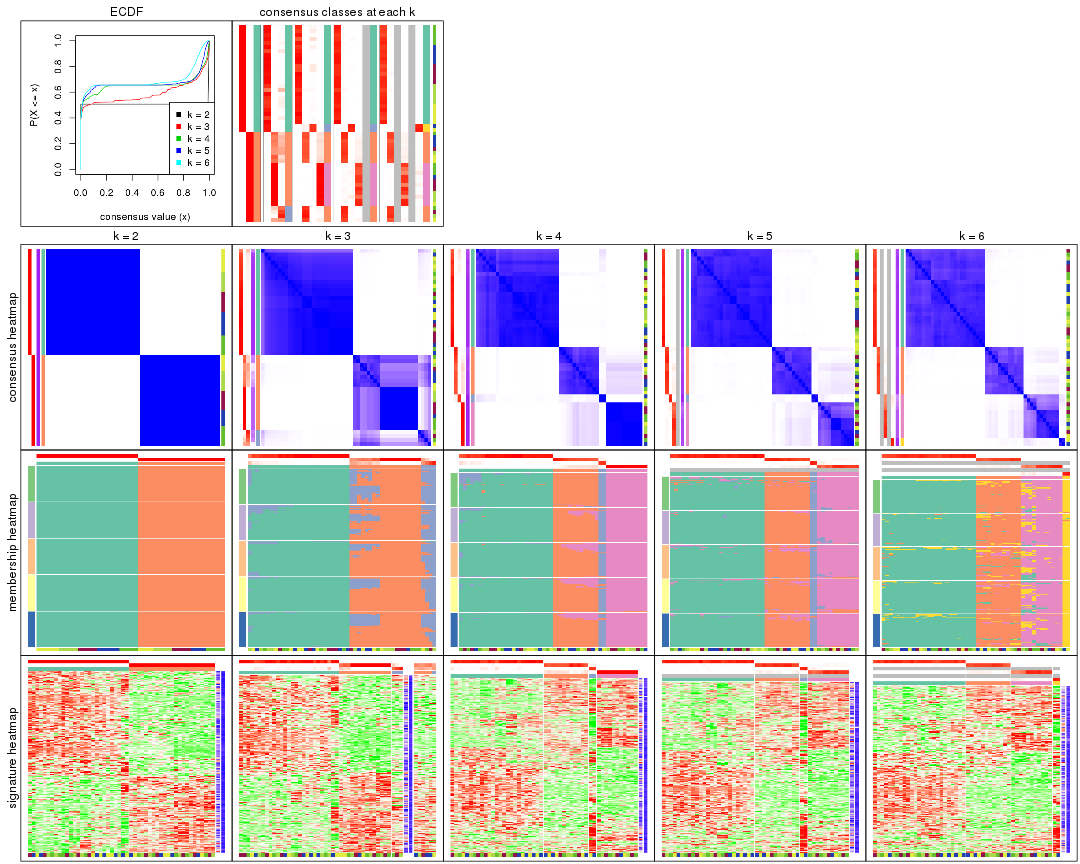 ECDF
consensus classes at each k
P(X <= x)
0.0 0.2 0.4 0.6 0.8 1.0
k = 2
k = 3
k = 4
k = 5
k = 6
0.0 0.2 0.4 0.6 0.8 1.0
consensus value (x)
k = 2 k = 3 k = 4 k = 5 k = 6
consensus heatmap
membership heatmap
signature heatmap